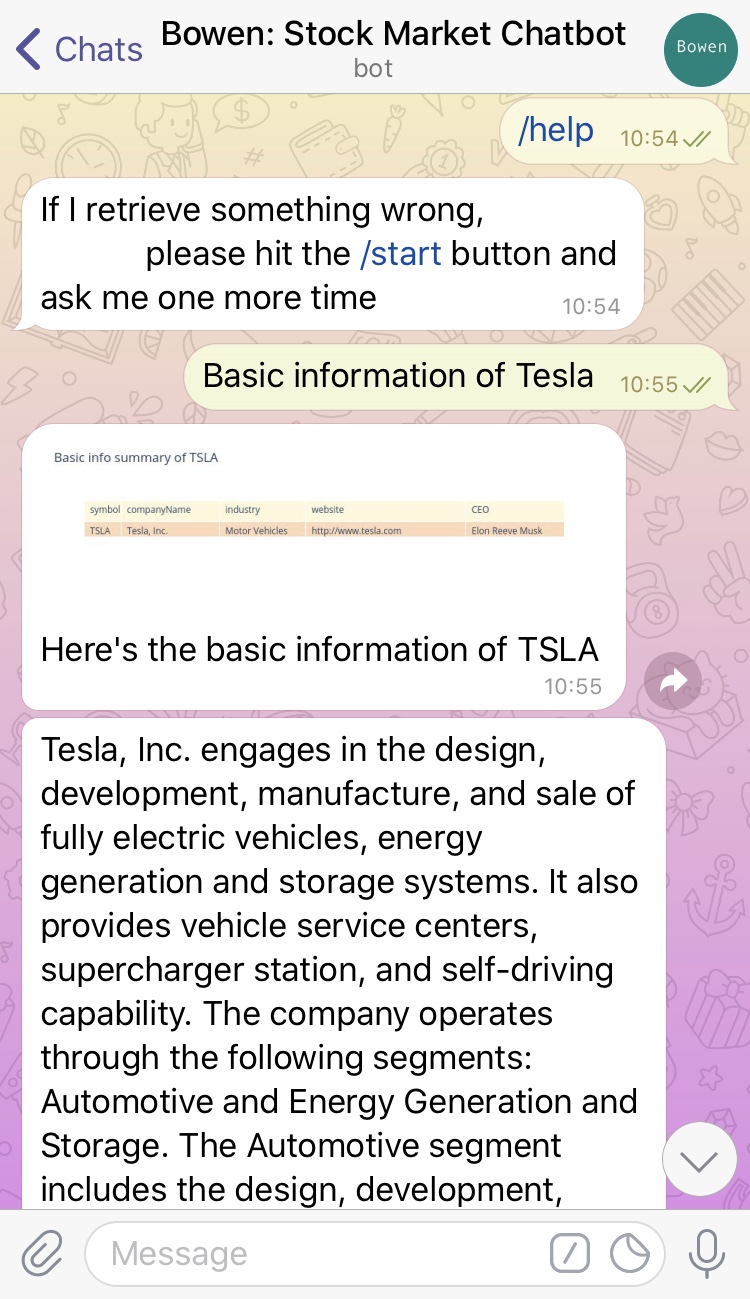 Chats
Bowen: Stock Market Chatbot
bot
Bowen
/help 10:54
If I retrieve something wrong,
please hit the /start button and
ask me one more time 10:54
Basic information of Tesla 10:55
Basic info summary of TSLA
symbol companyName industry website CEO
TSLA Tesla, Inc. Motor Vehicles http://www.tesla.com Elon Reeve Musk
Here's the basic information of TSLA
10:55
Tesla, Inc. engages in the design,
development, manufacture, and sale of
fully electric vehicles, energy
generation and storage systems. It also
provides vehicle service centers,
supercharger station, and self-driving
capability. The company operates
through the following segments:
Automotive and Energy Generation and
Storage. The Automotive segment
includes the design, development,
Message